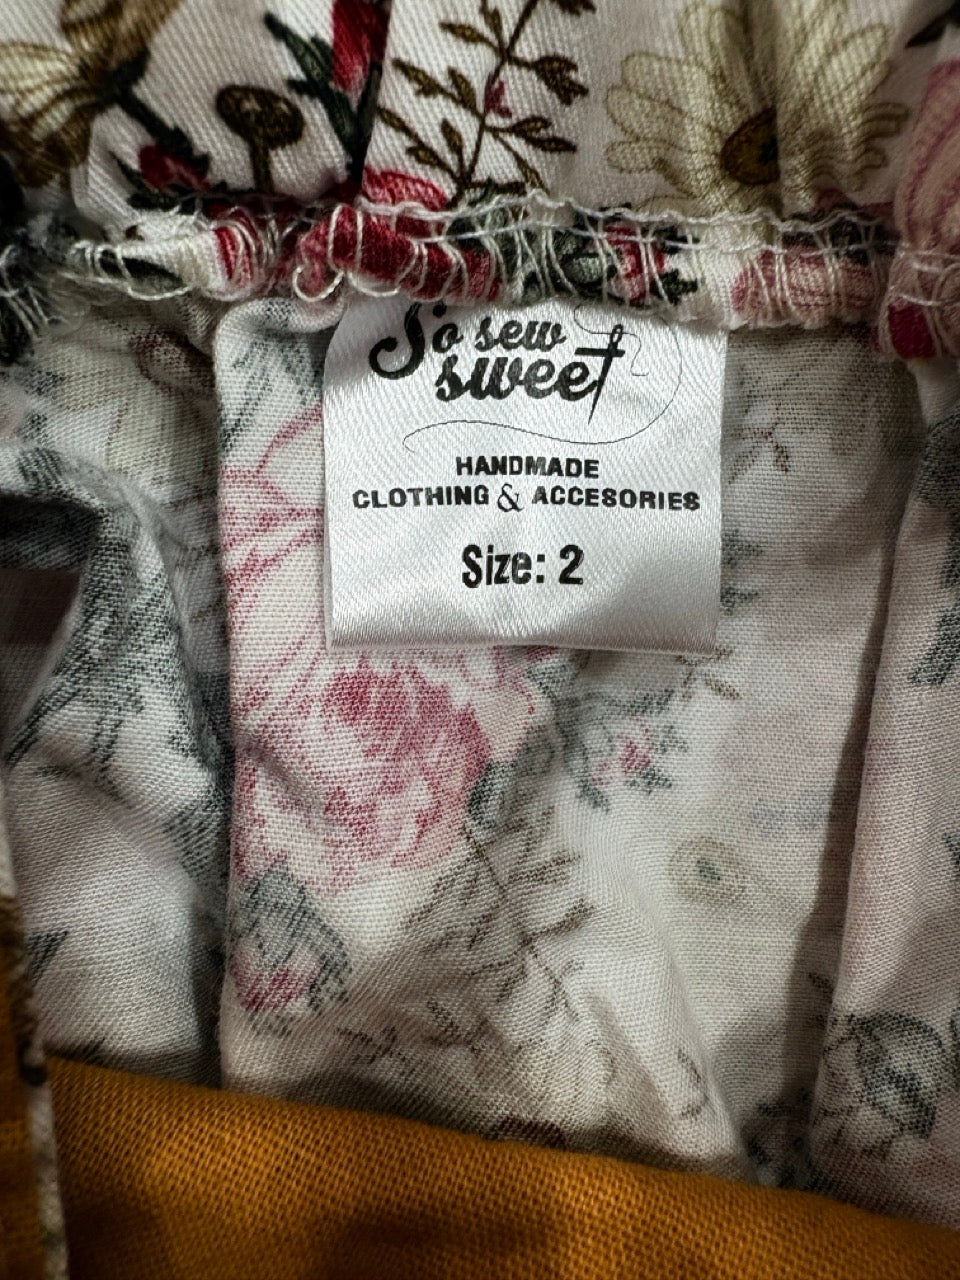 So sew
sweet
HANDMADE
CLOTHING & ACCESORIES
Size: 2